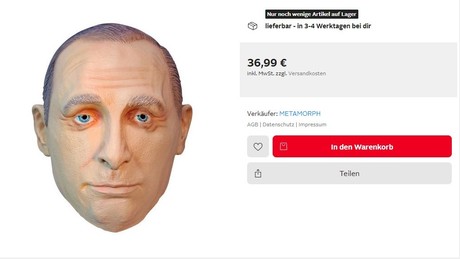 Nur noch wenige Artikel auf Lager
lieferbar - in 3-4 Werktagen bei dir
36,99 €
inkl. MwSt. zzgl. Versandkosten
Verkäufer: METAMORPH
AGB | Datenschutz | Impressum
In den Warenkorb
Teilen